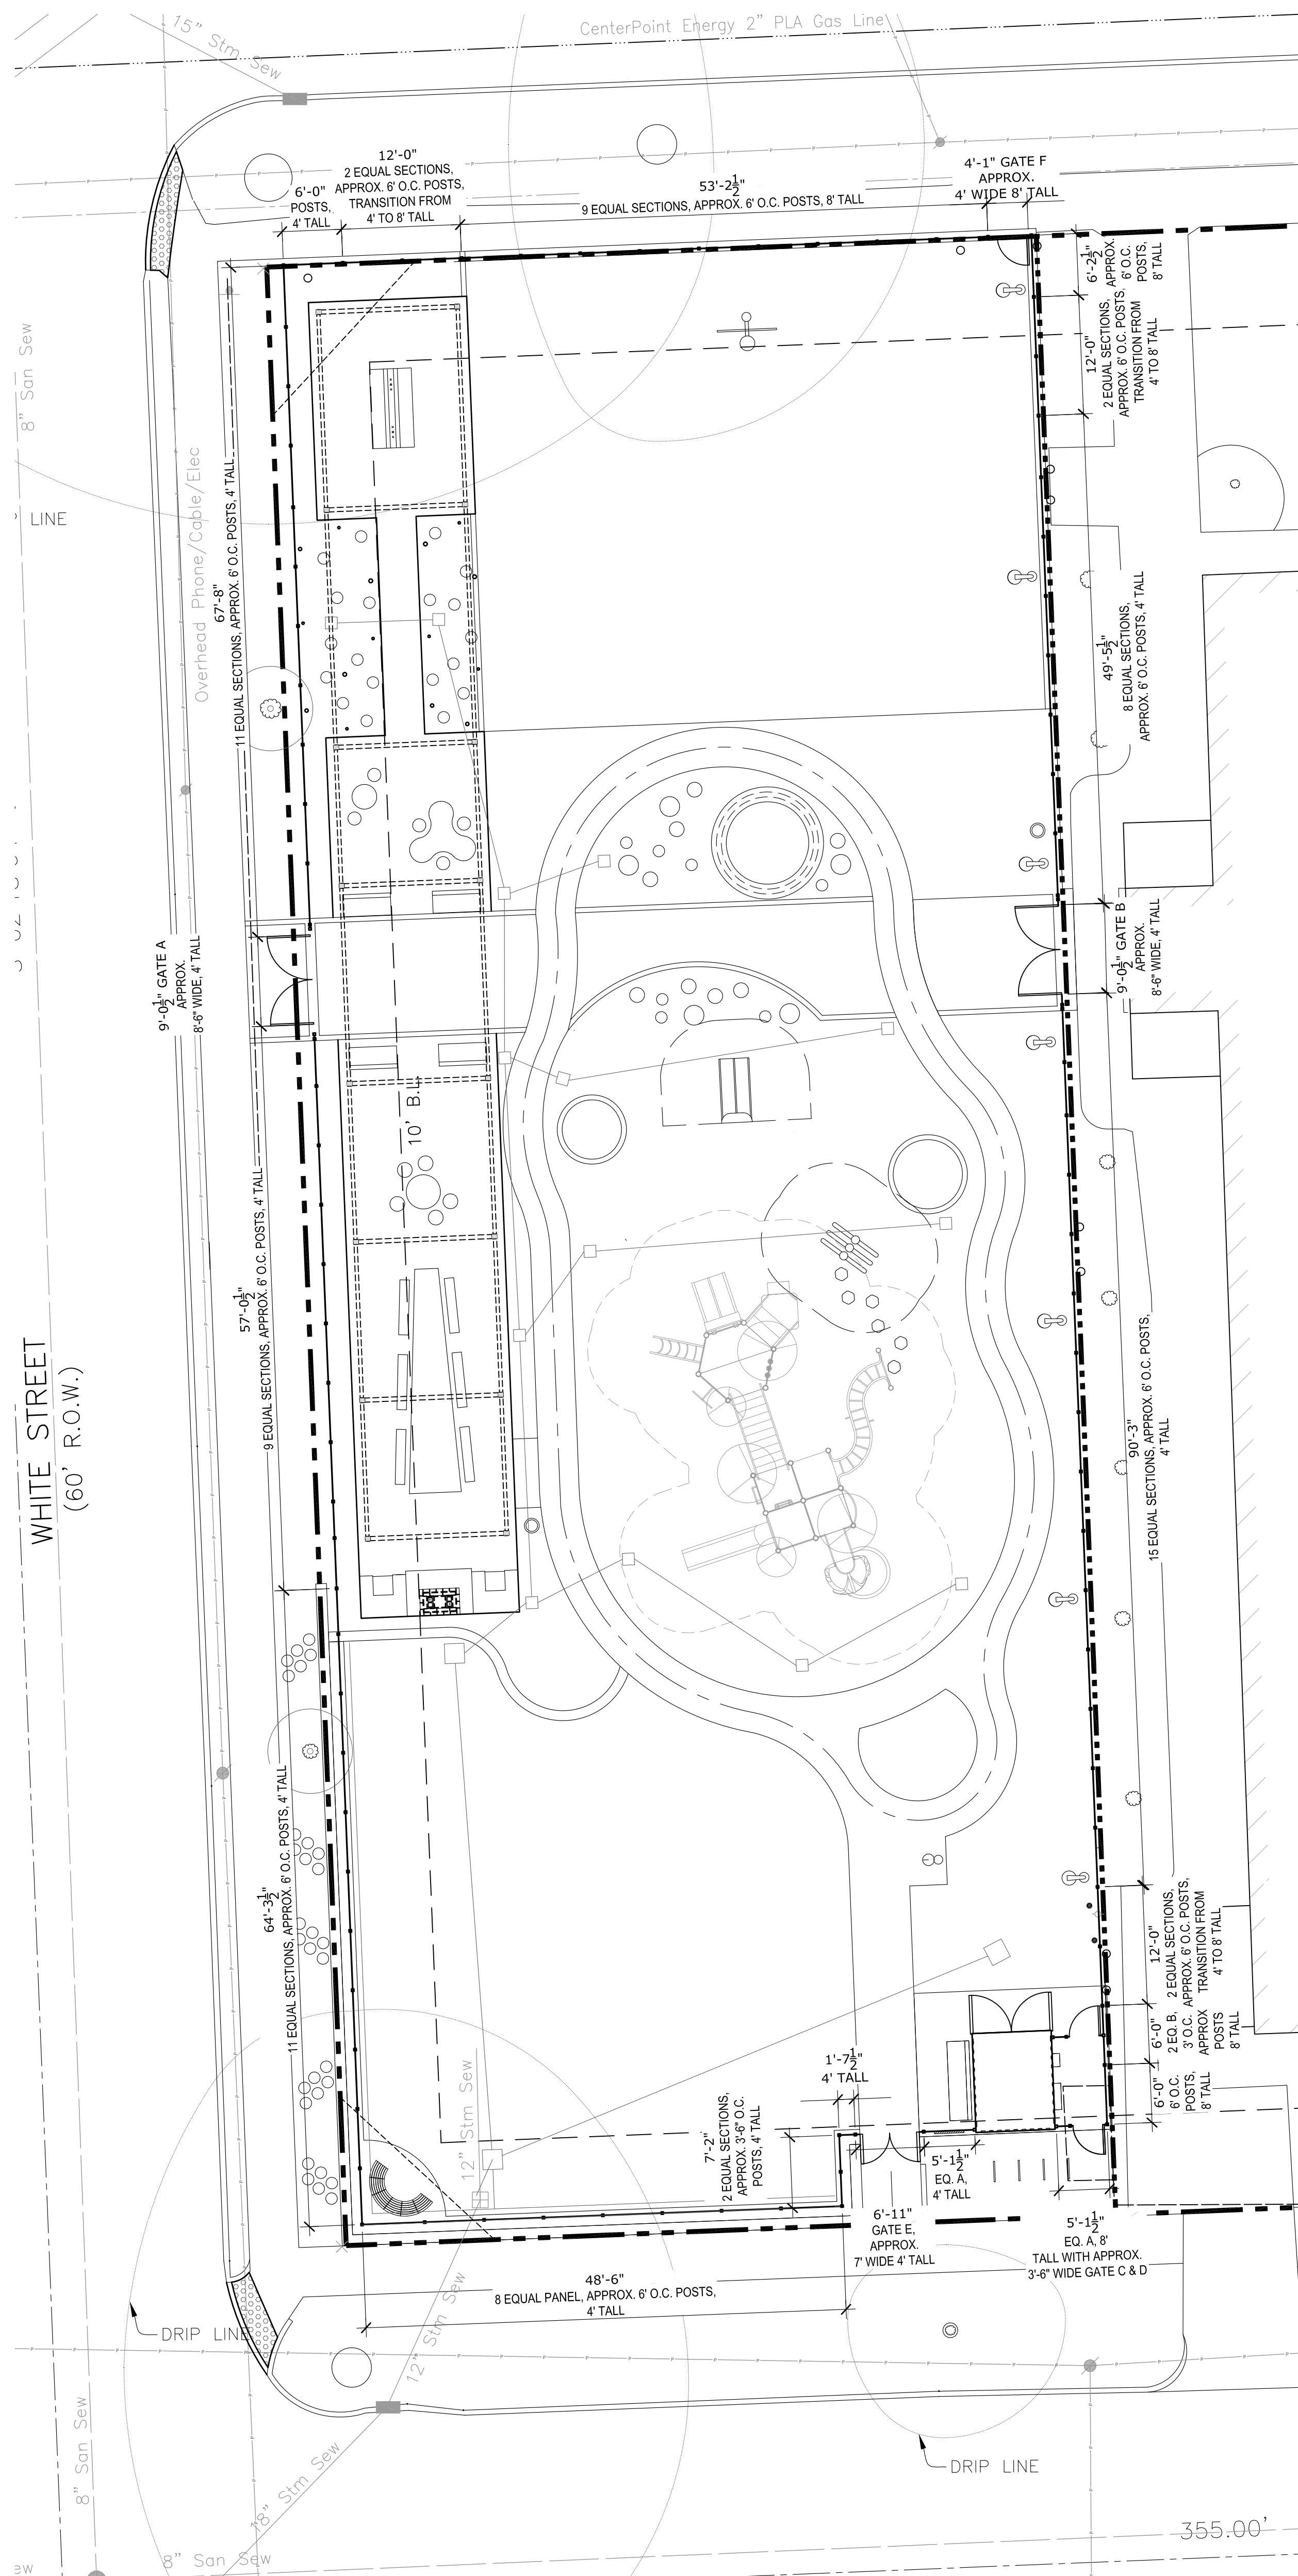 CenterPoint Energy 2" PLA Gas Line
15" Stm Sew
12'-0"
2 EQUAL SECTIONS,
APPROX. 6' O.C. POSTS,
TRANSITION FROM
4' TO 8' TALL
6'-0"
POSTS,
4' TALL
53'-2½"
9 EQUAL SECTIONS, APPROX. 6' O.C. POSTS, 8' TALL
4'-1" GATE F
APPROX.
4' WIDE 8' TALL
6'-2½"
APPROX.
6' O.C.
POSTS,
8' TALL
12'-0"
2 EQUAL SECTIONS,
APPROX. 6' O.C. POSTS,
TRANSITION FROM
4' TO 8' TALL
8" San Sew
LINE
Overhead Phone/Cable/Elec
67'-8"
11 EQUAL SECTIONS, APPROX. 6' O.C. POSTS, 4' TALL
49'-5½"
8 EQUAL SECTIONS,
APPROX. 6' O.C. POSTS, 4' TALL
9'-0½" GATE A
APPROX.
8'-6" WIDE, 4' TALL
9'-0½" GATE B
APPROX.
8'-6" WIDE, 4' TALL
10' B.L.
57'-0½"
9 EQUAL SECTIONS, APPROX. 6' O.C. POSTS, 4' TALL
WHITE STREET
(60' R.O.W.)
90'-3"
15 EQUAL SECTIONS, APPROX. 6' O.C. POSTS,
4' TALL
64'-3½"
11 EQUAL SECTIONS, APPROX. 6' O.C. POSTS, 4' TALL
12'-0"
2 EQUAL SECTIONS,
APPROX. 6' O.C. POSTS,
TRANSITION FROM
4' TO 8' TALL
6'-0"
2 EQ. B,
3' O.C.
APPROX
POSTS
8' TALL
6'-0"
6' O.C.
POSTS,
8' TALL
1'-7½"
4' TALL
7'-2"
2 EQUAL SECTIONS,
APPROX. 3'-6" O.C.
POSTS, 4' TALL
12" Stm Sew
5'-1½"
EQ. A,
4' TALL
6'-11"
GATE E,
APPROX.
7' WIDE 4' TALL
5'-1½"
EQ. A, 8'
TALL WITH APPROX.
3'-6" WIDE GATE C & D
48'-6"
8 EQUAL PANEL, APPROX. 6' O.C. POSTS,
4' TALL
12" Stm Sew
DRIP LINE
8" San Sew
18" Stm Sew
DRIP LINE
355.00'
8" San Sew
ew